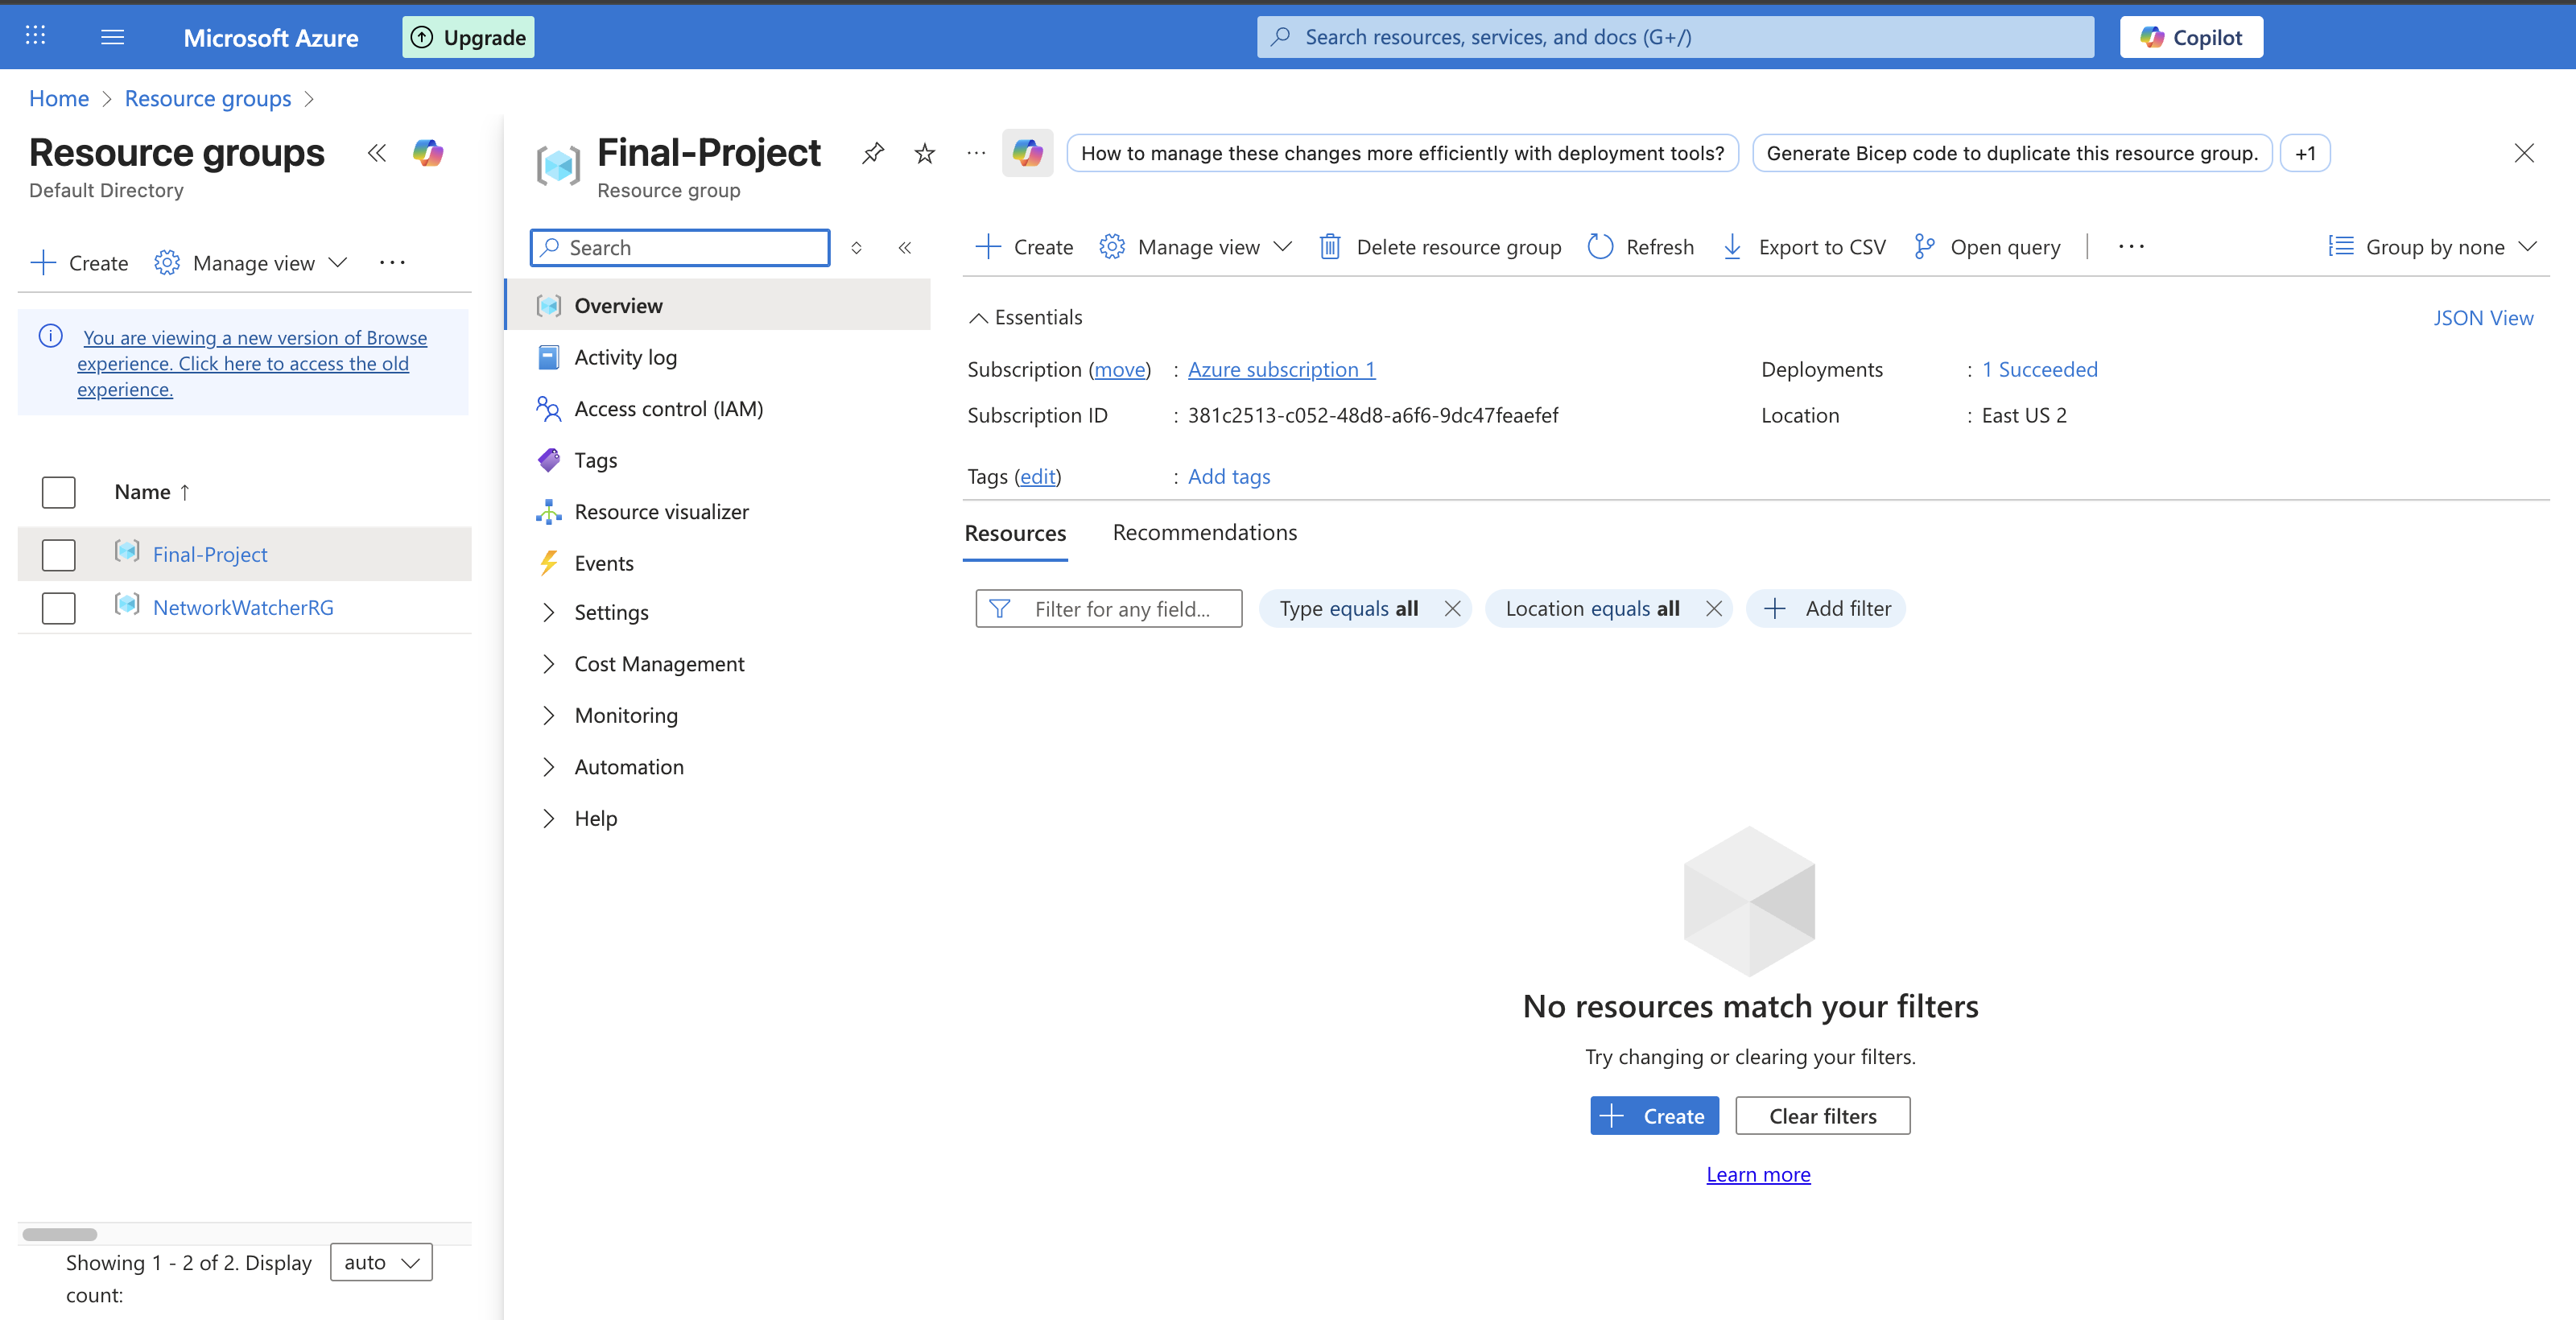 Microsoft Azure
Upgrade
Search resources, services, and docs (G+/)
Copilot
Home
Resource groups
Resource groups
Default Directory
Create
Manage view
You are viewing a new version of Browse
experience. Click here to access the old
experience.
Name ↑
Final-Project
NetworkWatcherRG
Showing 1 - 2 of 2. Display
count:
auto
Final-Project
Resource group
How to manage these changes more efficiently with deployment tools?
Generate Bicep code to duplicate this resource group.
+1
Search
Overview
Activity log
Access control (IAM)
Tags
Resource visualizer
Events
Settings
Cost Management
Monitoring
Automation
Help
Create
Manage view
Delete resource group
Refresh
Export to CSV
Open query
Group by none
Essentials
JSON View
Subscription (move) : Azure subscription 1
Subscription ID : 381c2513-c052-48d8-a6f6-9dc47feaefef
Deployments : 1 Succeeded
Location : East US 2
Tags (edit) : Add tags
Resources
Recommendations
Filter for any field...
Type equals all
Location equals all
Add filter
No resources match your filters
Try changing or clearing your filters.
Create
Clear filters
Learn more